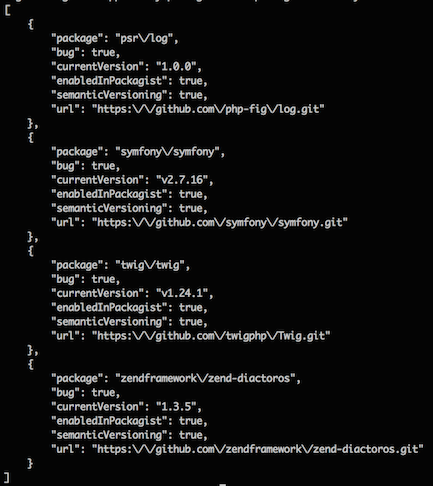 [
    {
        "package": "psr\/log",
        "bug": true,
        "currentVersion": "1.0.0",
        "enabledInPackagist": true,
        "semanticVersioning": true,
        "url": "https:\/\/github.com\/php-fig\/log.git"
    },
    {
        "package": "symfony\/symfony",
        "bug": true,
        "currentVersion": "v2.7.16",
        "enabledInPackagist": true,
        "semanticVersioning": true,
        "url": "https:\/\/github.com\/symfony\/symfony.git"
    },
    {
        "package": "twig\/twig",
        "bug": true,
        "currentVersion": "v1.24.1",
        "enabledInPackagist": true,
        "semanticVersioning": true,
        "url": "https:\/\/github.com\/twigphp\/Twig.git"
    },
    {
        "package": "zendframework\/zend-diactoros",
        "bug": true,
        "currentVersion": "1.3.5",
        "enabledInPackagist": true,
        "semanticVersioning": true,
        "url": "https:\/\/github.com\/zendframework\/zend-diactoros.git"
    }
]